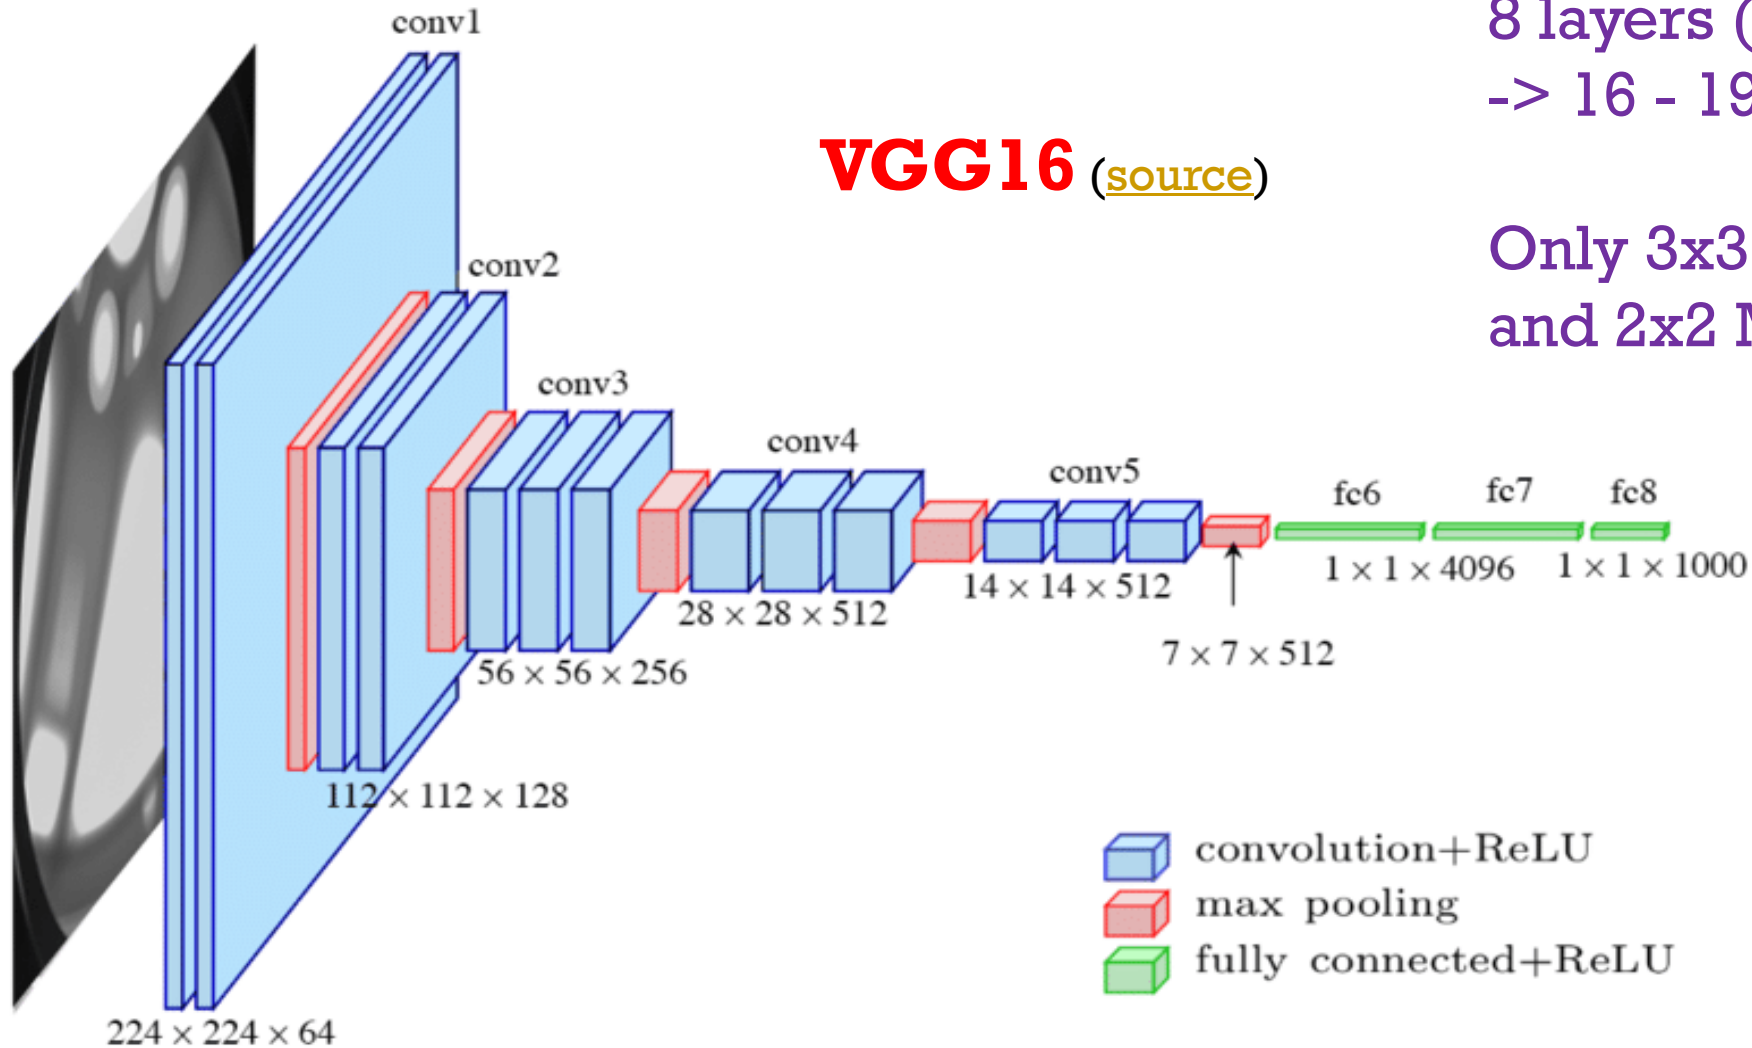 conv1
8 layers (
-> 16 - 19
VGG16 (source)
Only 3x3
and 2x2 M
conv2
conv3
conv4
conv5
fc6
fc7
fc8
1 × 1 × 4096
1 × 1 × 1000
14 × 14 × 512
28 × 28 × 512
7 × 7 × 512
56 × 56 × 256
112 × 112 × 128
convolution+ReLU
max pooling
fully connected+ReLU
224 × 224 × 64